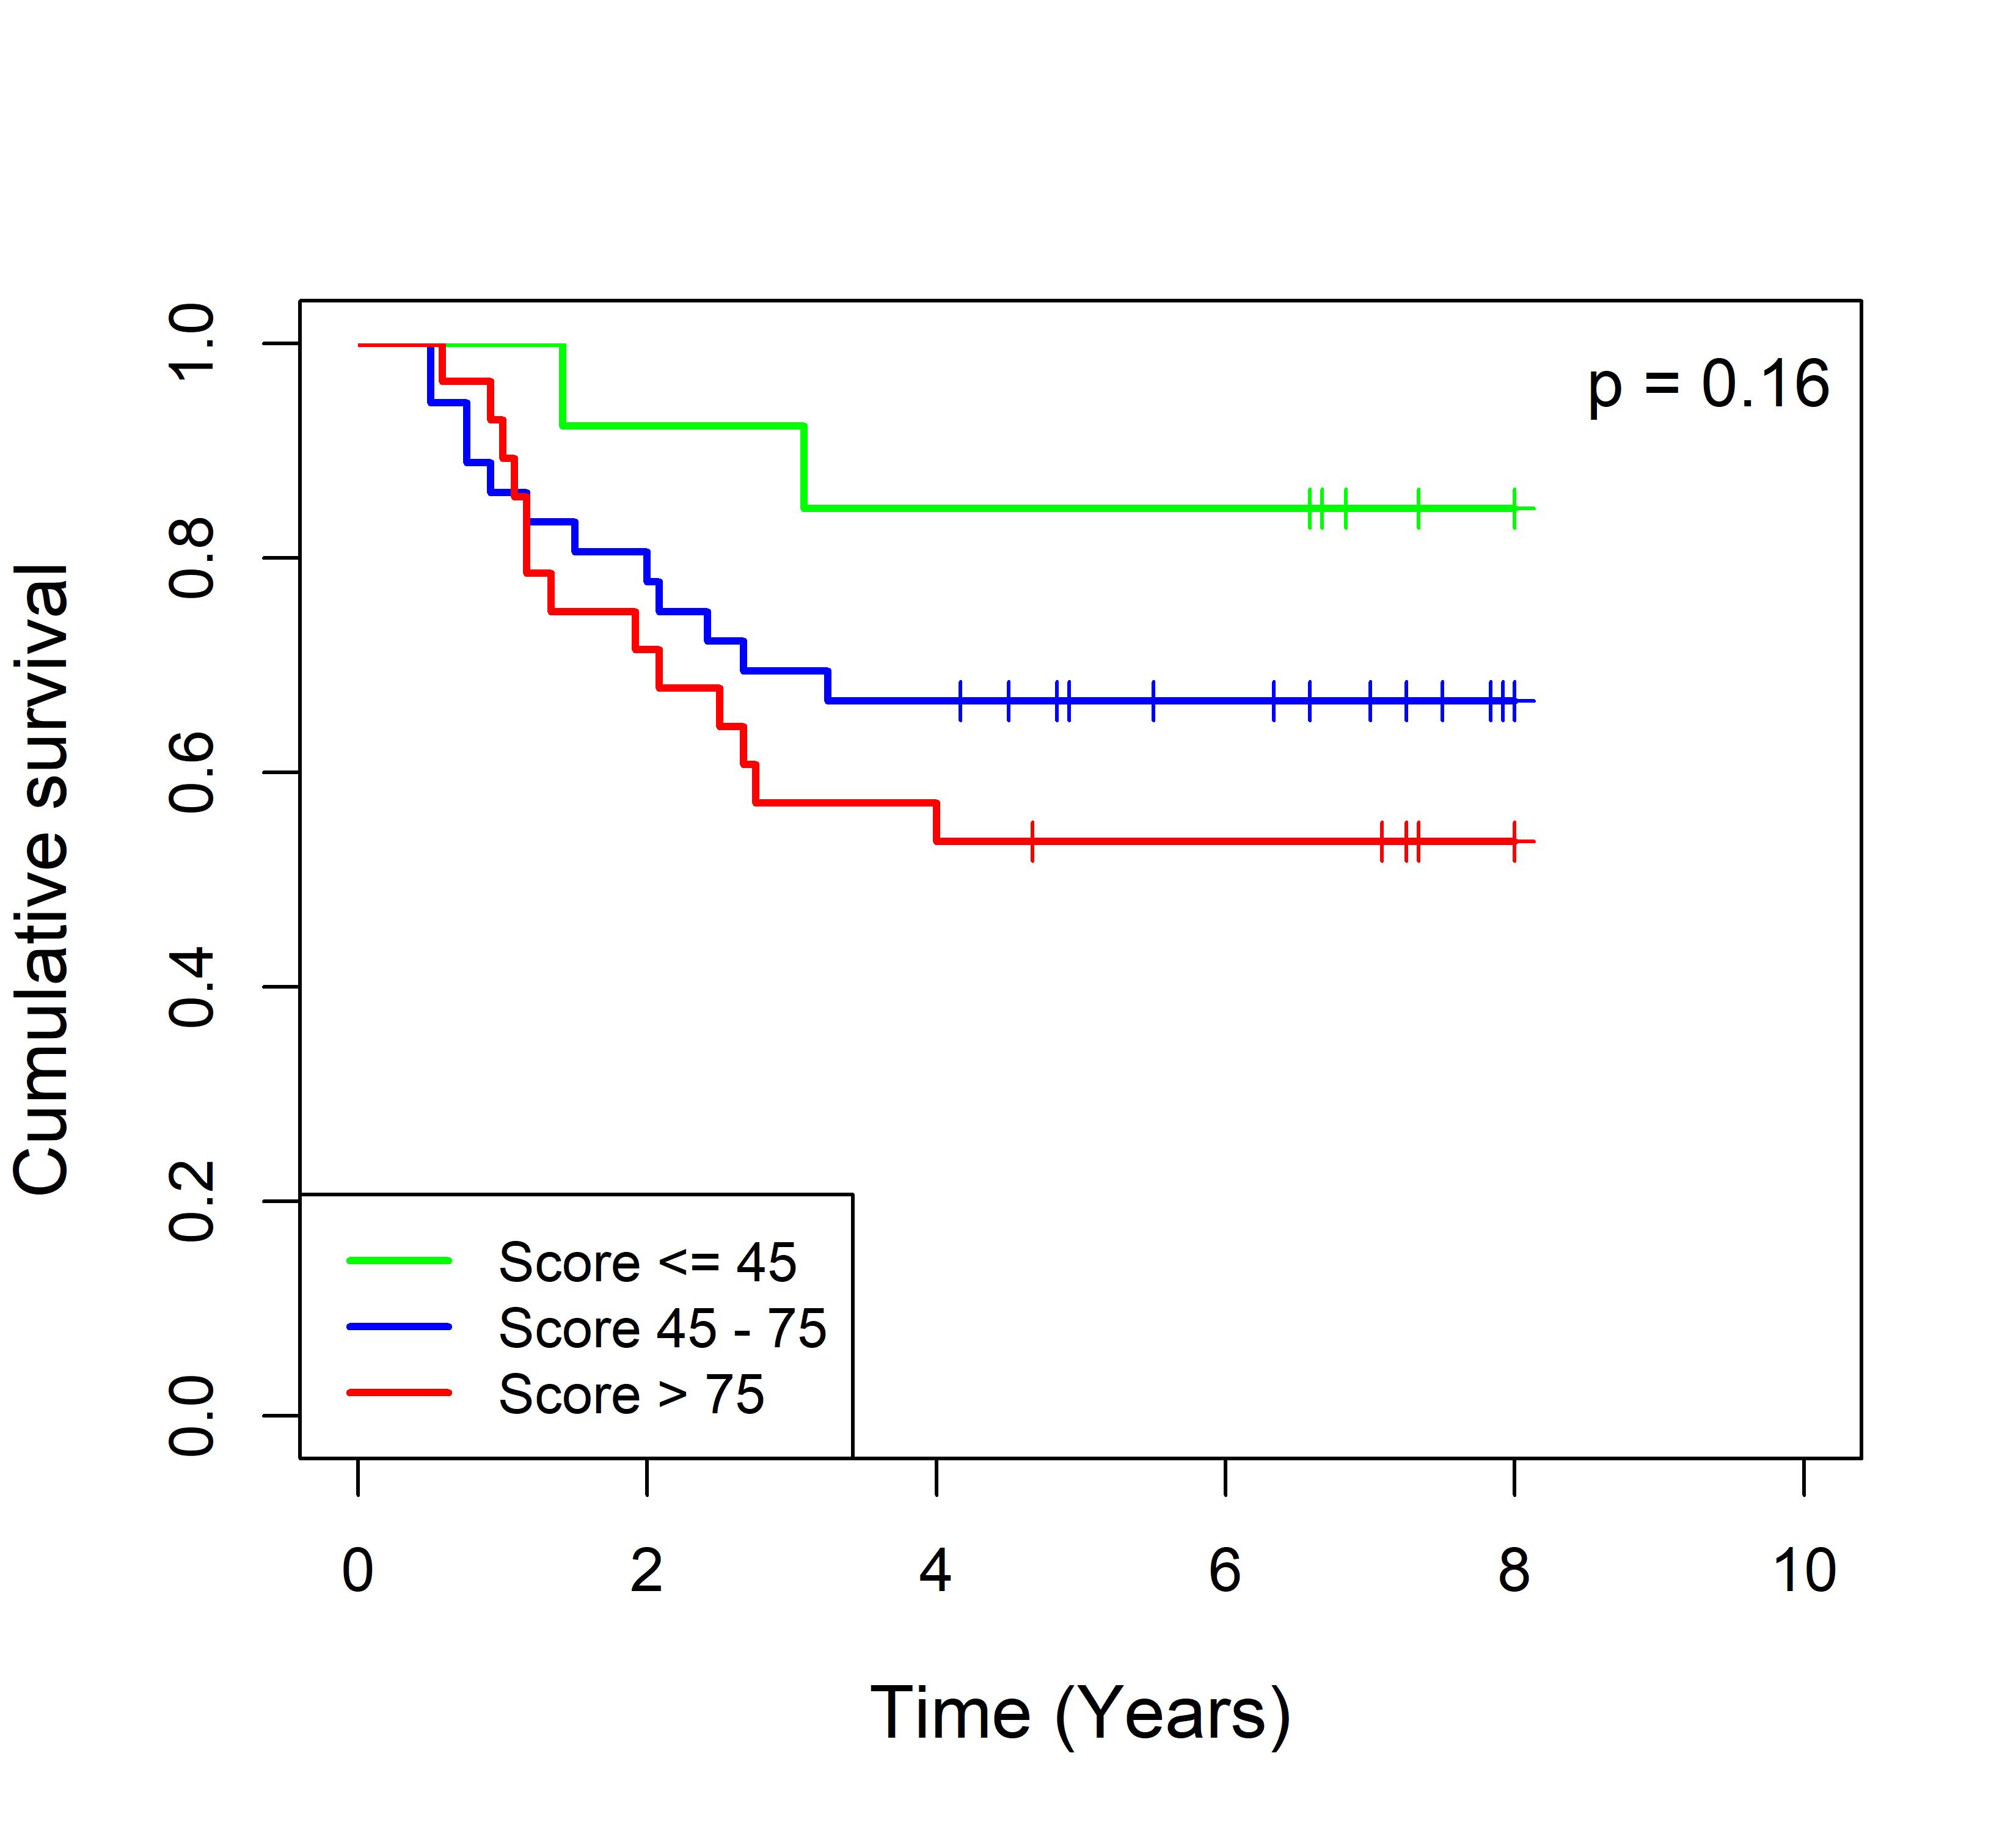 p = 0.16
Cumulative survival
1.0
0.8
0.6
0.4
0.2
0.0
Score <= 45
Score 45 - 75
Score > 75
0 2 4 6 8 10
Time (Years)